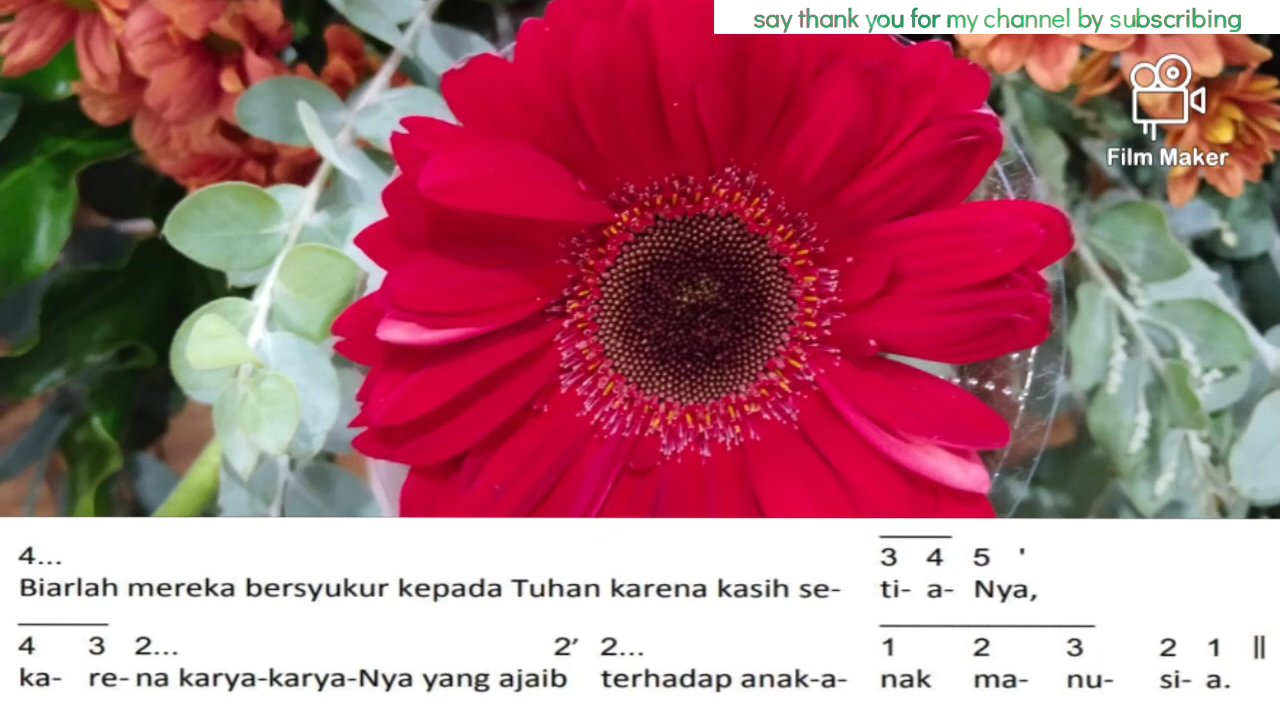 say thank you for my channel by subscribing
Film Maker
4... 3 4 5 '
Biarlah mereka bersyukur kepada Tuhan karena kasih se- ti- a- Nya,
4 3 2... 2’ 2... 1 2 3 2 1 ||
ka- re- na karya-karya-Nya yang ajaib terhadap anak-a- nak ma- nu- si- a.